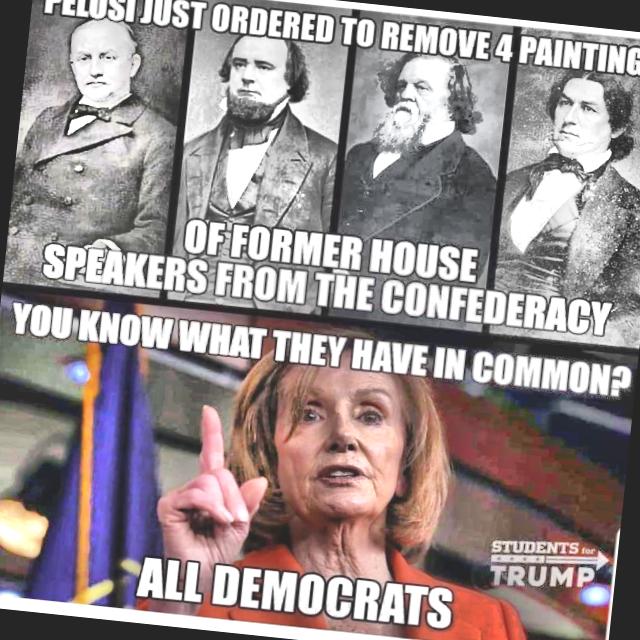 PELOSI JUST ORDERED TO REMOVE 4 PAINTING
OF FORMER HOUSE
SPEAKERS FROM THE CONFEDERACY
YOU KNOW WHAT THEY HAVE IN COMMON?
STUDENTS for
TRUMP
ALL DEMOCRATS